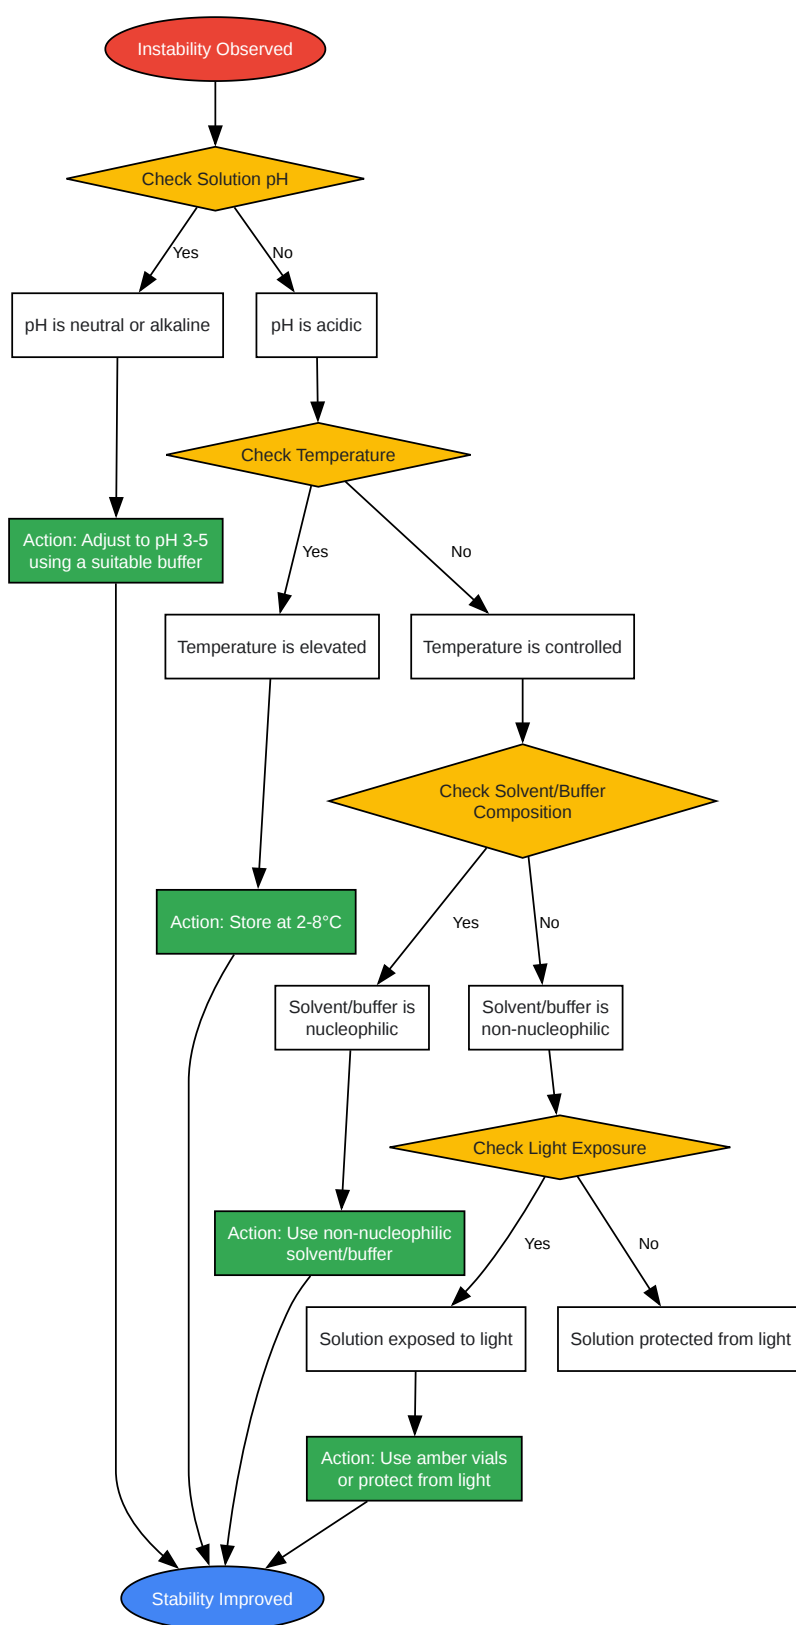 Instability Observed
Check Solution pH
Yes
No
pH is neutral or alkaline
pH is acidic
Check Temperature
Action: Adjust to pH 3-5
using a suitable buffer
Yes
No
Temperature is elevated
Temperature is controlled
Check Solvent/Buffer
Composition
Action: Store at 2-8°C
Yes
No
Solvent/buffer is
nucleophilic
Solvent/buffer is
non-nucleophilic
Check Light Exposure
Action: Use non-nucleophilic
solvent/buffer
Yes
No
Solution exposed to light
Solution protected from light
Action: Use amber vials
or protect from light
Stability Improved